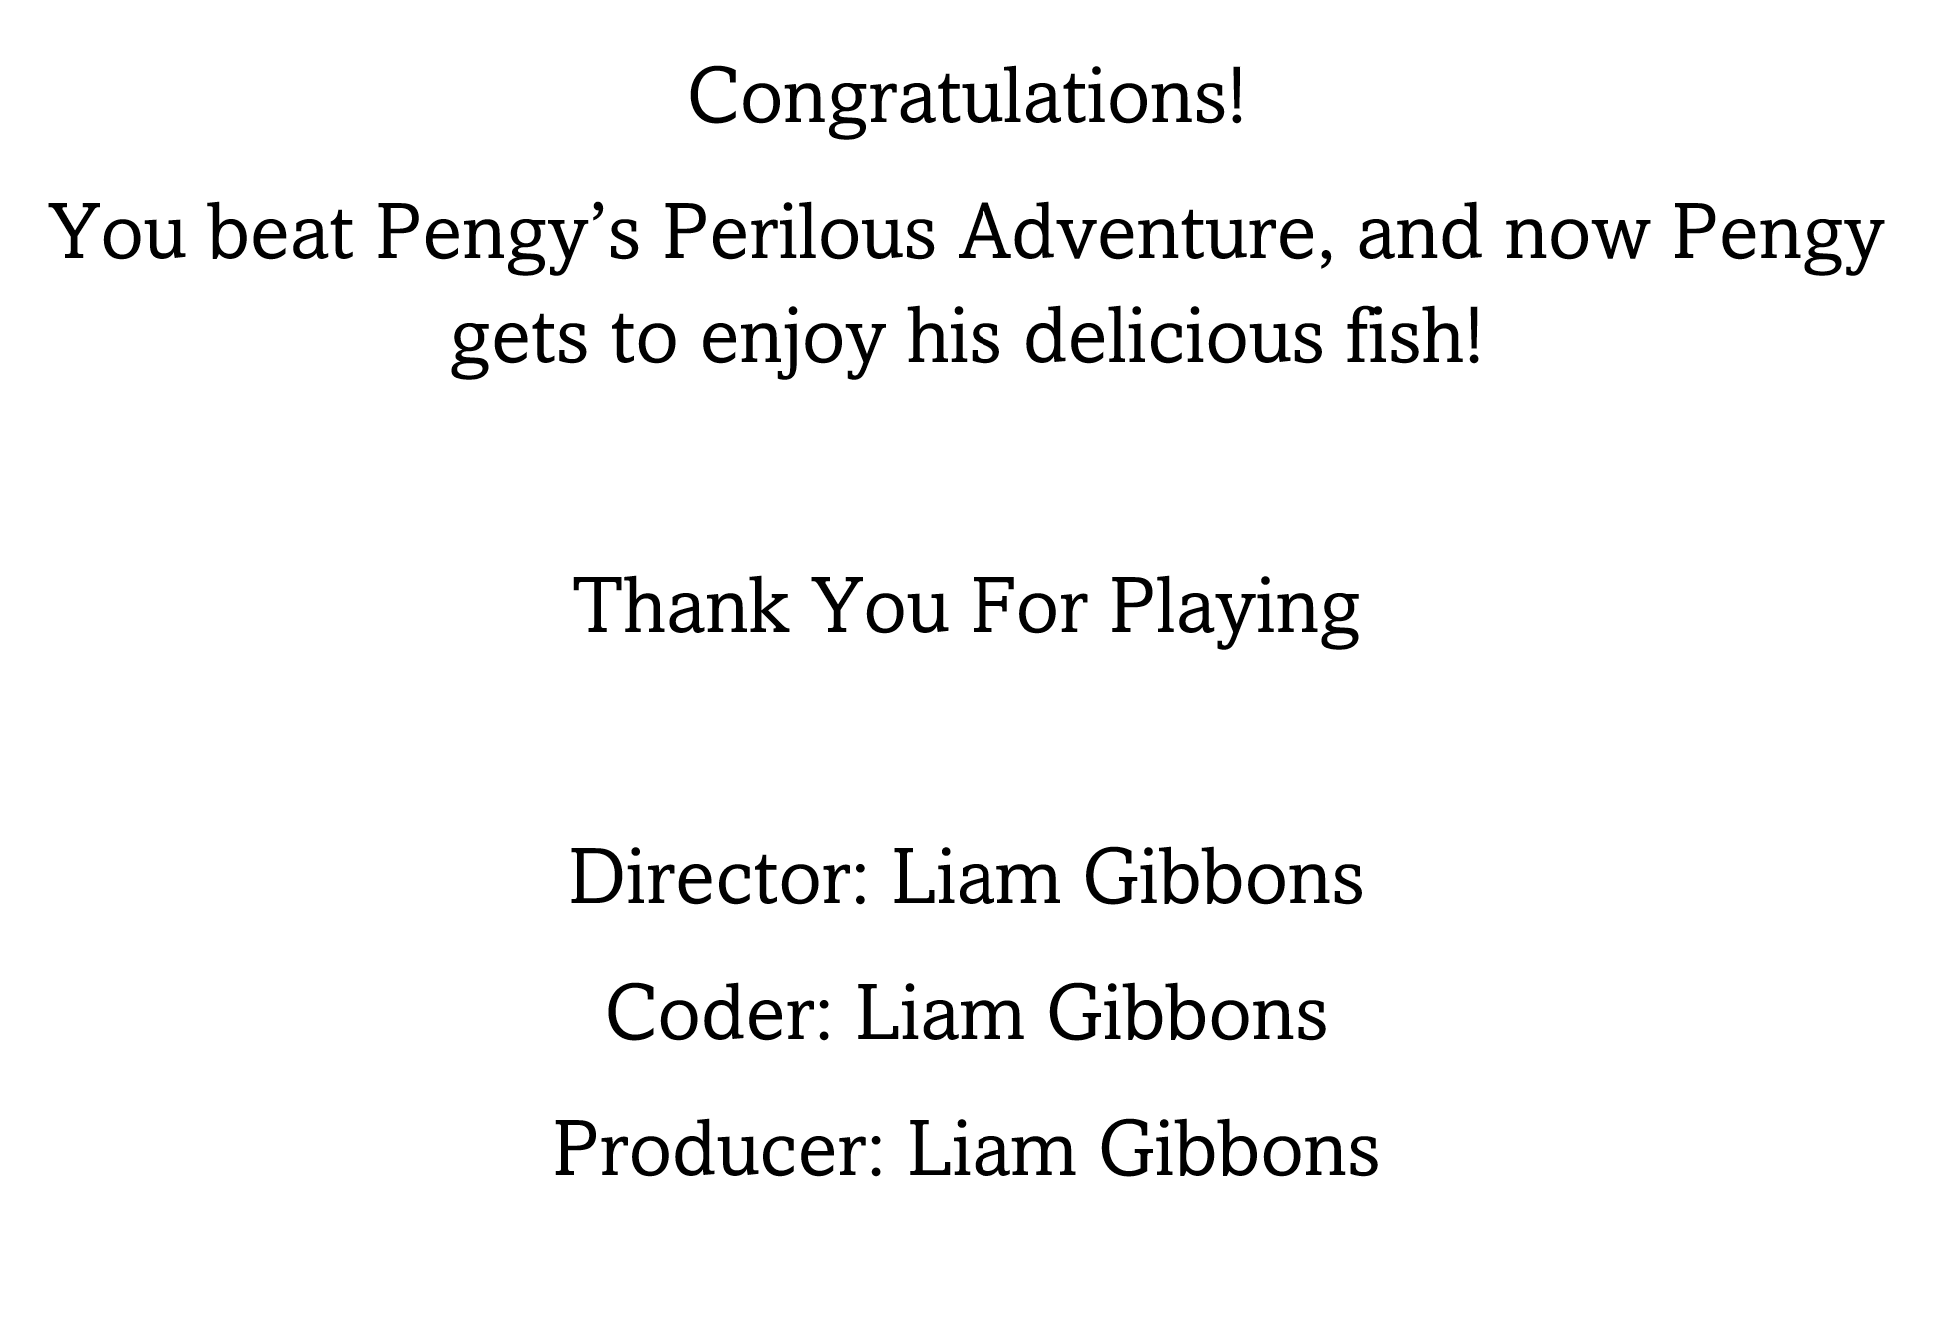 Congratulations!
You beat Pengy’s Perilous Adventure, and now Pengy
gets to enjoy his delicious fish!
Thank You For Playing
Director: Liam Gibbons
Coder: Liam Gibbons
Producer: Liam Gibbons